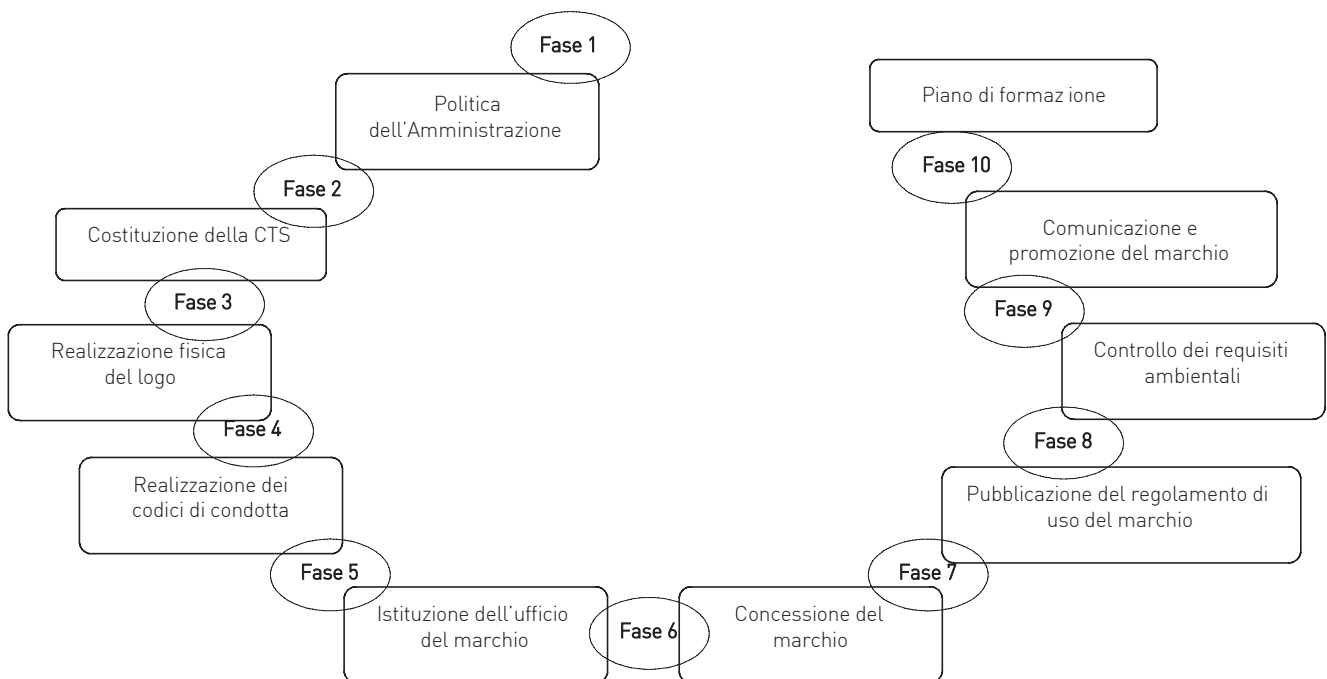 Fase 1
Politica
dell'Amministrazione
Fase 2
Costituzione della CTS
Fase 3
Realizzazione fisica
del logo
Fase 4
Realizzazione dei
codici di condotta
Fase 5
Istituzione dell'ufficio
del marchio
Fase 6
Concessione del
marchio
Fase 7
Pubblicazione del regolamento di
uso del marchio
Fase 8
Controllo dei requisiti
ambientali
Fase 9
Comunicazione e
promozione del marchio
Fase 10
Piano di formaz ione